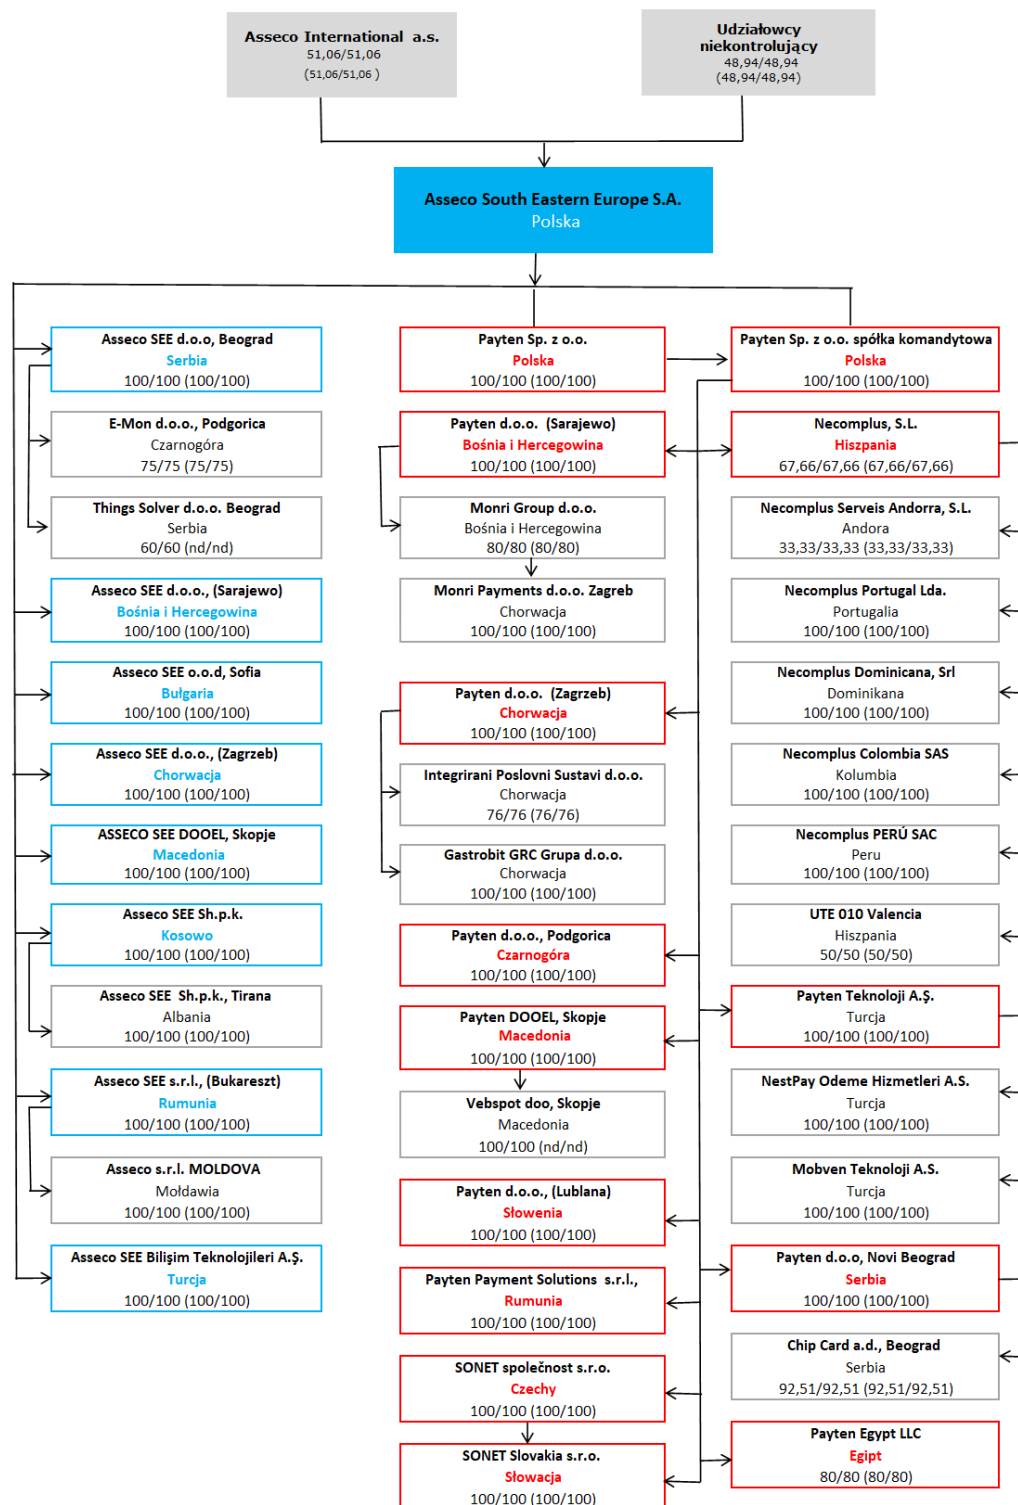 Asseco International a.s.
51,06/51,06
(51,06/51,06 )
Udziałowcy
niekontrolujący
48,94/48,94
(48,94/48,94)
Asseco South Eastern Europe S.A.
Polska
Asseco SEE d.o.o, Beograd
Serbia
100/100 (100/100)
E-Mon d.o.o., Podgorica
Czarnogóra
75/75 (75/75)
Things Solver d.o.o. Beograd
Serbia
60/60 (nd/nd)
Asseco SEE d.o.o., (Sarajewo)
Bośnia i Hercegowina
100/100 (100/100)
Asseco SEE o.o.d, Sofia
Bułgaria
100/100 (100/100)
Asseco SEE d.o.o., (Zagrzeb)
Chorwacja
100/100 (100/100)
ASSECO SEE DOOEL, Skopje
Macedonia
100/100 (100/100)
Asseco SEE Sh.p.k.
Kosowo
100/100 (100/100)
Asseco SEE  Sh.p.k., Tirana
Albania
100/100 (100/100)
Asseco SEE s.r.l., (Bukareszt)
Rumunia
100/100 (100/100)
Asseco s.r.l. MOLDOVA
Mołdawia
100/100 (100/100)
Asseco SEE Bilişim Teknolojileri A.Ş.
Turcja
100/100 (100/100)
Payten Sp. z o.o.
Polska
100/100 (100/100)
Payten d.o.o.  (Sarajewo)
Bośnia i Hercegowina
100/100 (100/100)
Monri Group d.o.o.
Bośnia i Hercegowina
80/80 (80/80)
Monri Payments d.o.o. Zagreb
Chorwacja
100/100 (100/100)
Payten d.o.o.  (Zagrzeb)
Chorwacja
100/100 (100/100)
Integrirani Poslovni Sustavi d.o.o.
Chorwacja
76/76 (76/76)
Gastrobit GRC Grupa d.o.o.
Chorwacja
100/100 (100/100)
Payten d.o.o., Podgorica
Czarnogóra
100/100 (100/100)
Payten DOOEL, Skopje
Macedonia
100/100 (100/100)
Vebspot doo, Skopje
Macedonia
100/100 (nd/nd)
Payten d.o.o., (Lublana)
Słowenia
100/100 (100/100)
Payten Payment Solutions  s.r.l.,
Rumunia
100/100 (100/100)
SONET společnost s.r.o.
Czechy
100/100 (100/100)
SONET Slovakia s.r.o.
Słowacja
100/100 (100/100)
Payten Sp. z o.o. spółka komandytowa
Polska
100/100 (100/100)
Necomplus, S.L.
Hiszpania
67,66/67,66 (67,66/67,66)
Necomplus Serveis Andorra, S.L.
Andora
33,33/33,33 (33,33/33,33)
Necomplus Portugal Lda.
Portugalia
100/100 (100/100)
Necomplus Dominicana, Srl
Dominikana
100/100 (100/100)
Necomplus Colombia SAS
Kolumbia
100/100 (100/100)
Necomplus PERÚ SAC
Peru
100/100 (100/100)
UTE 010 Valencia
Hiszpania
50/50 (50/50)
Payten Teknoloji A.Ş.
Turcja
100/100 (100/100)
NestPay Odeme Hizmetleri A.S.
Turcja
100/100 (100/100)
Mobven Teknoloji A.S.
Turcja
100/100 (100/100)
Payten d.o.o, Novi Beograd
Serbia
100/100 (100/100)
Chip Card a.d., Beograd
Serbia
92,51/92,51 (92,51/92,51)
Payten Egypt LLC
Egipt
80/80 (80/80)